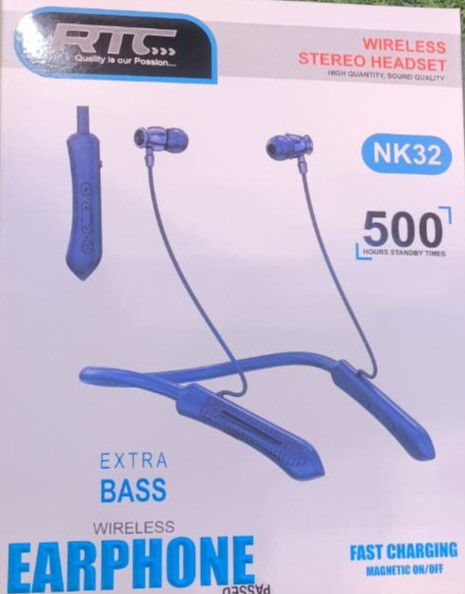 RTC
Quality is our Possion...
WIRELESS
STEREO HEADSET
HIGH QUANTITY, SOUND QUALITY
NK32
500
HOURS STANDBY TIMES
EXTRA
BASS
WIRELESS
EARPHONE
FAST CHARGING
MAGNETIC ON/OFF
PASSED